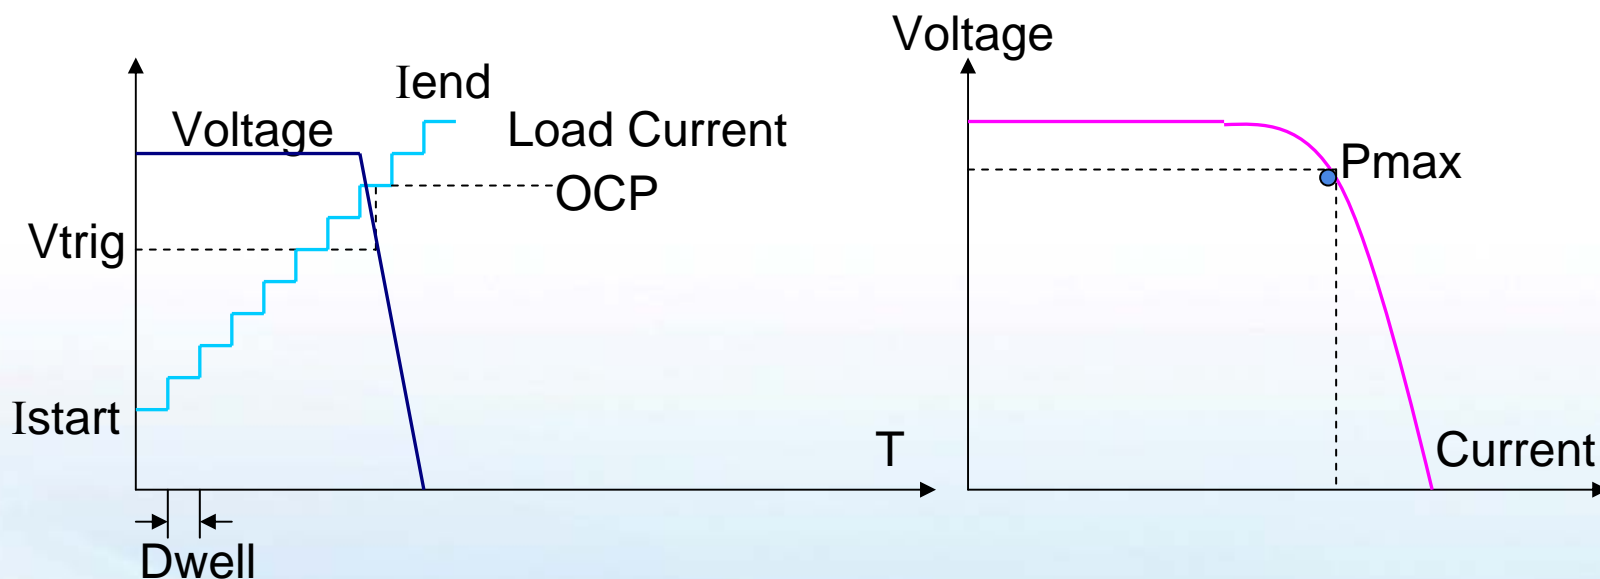 Iend
Voltage
Load Current
OCP
Vtrig
Istart
T
Dwell
Voltage
Pmax
Current